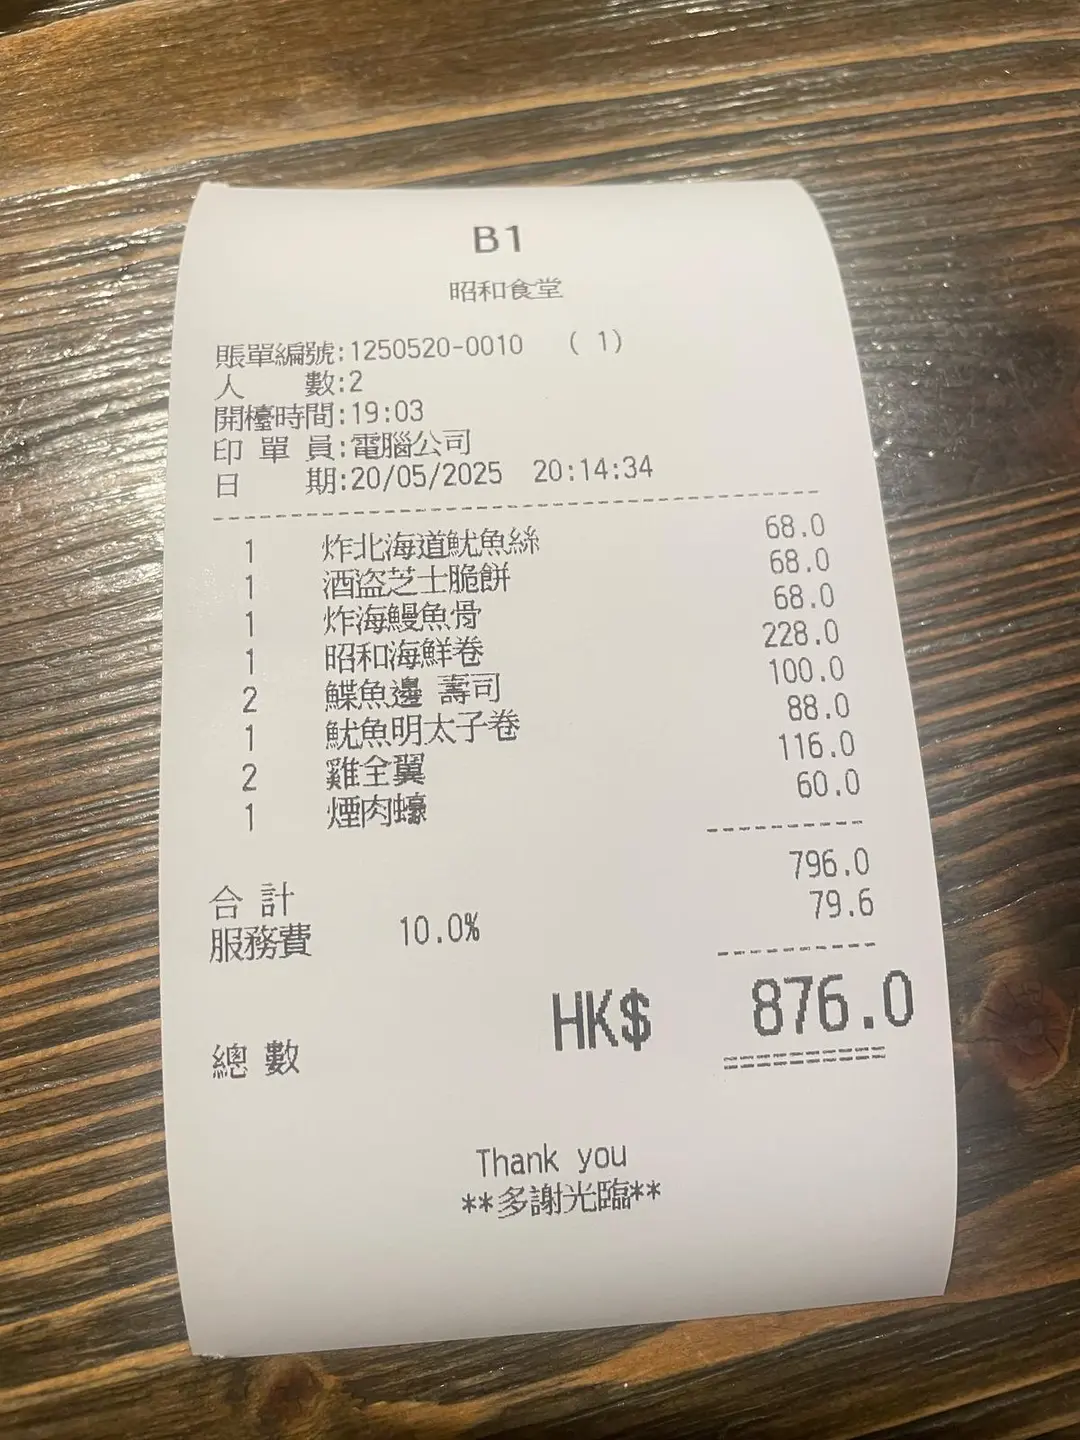 B1
昭和食堂
賬單編號:1250520-0010 ( 1)
人 數:2
開檯時間:19:03
印 單 員:電腦公司
日 期:20/05/2025 20:14:34
1 炸北海道魷魚絲 68.0
1 酒盜芝士脆餅 68.0
1 炸海鰻魚骨 68.0
1 昭和海鮮卷 228.0
2 鰈魚邊 壽司 100.0
1 魷魚明太子卷 88.0
2 雞全翼 116.0
1 煙肉蠔 60.0
合 計 796.0
服務費 10.0% 79.6
總 數 HK$ 876.0
Thank you
**多謝光臨**